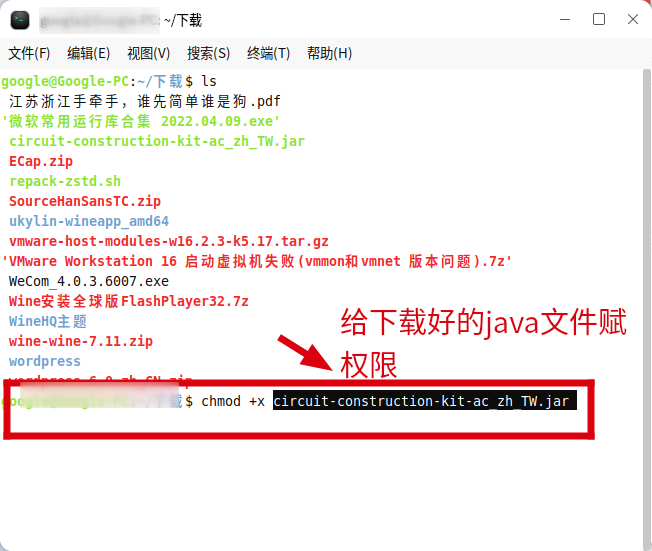 google@Google-PC: ~/下载
文件(F) 编辑(E) 视图(V) 搜索(S) 终端(T) 帮助(H)
google@Google-PC:~/下载$ ls
江苏浙江手牵手，谁先简单谁是狗.pdf
'微软常用运行库合集 2022.04.09.exe'
circuit-construction-kit-ac_zh_TW.jar
ECap.zip
repack-zstd.sh
SourceHanSansTC.zip
ukylin-wineapp_amd64
vmware-host-modules-w16.2.3-k5.17.tar.gz
'VMware Workstation 16 启动虚拟机失败(vmmon和vmnet 版本问题).7z'
WeCom_4.0.3.6007.exe
Wine安装全球版FlashPlayer32.7z
WineHQ主题
wine-wine-7.11.zip
wordpress
wordpress-6.0-zh_CN.zip
google@Google-PC:~/下载$ chmod +x circuit-construction-kit-ac_zh_TW.jar
给下载好的java文件赋
权限